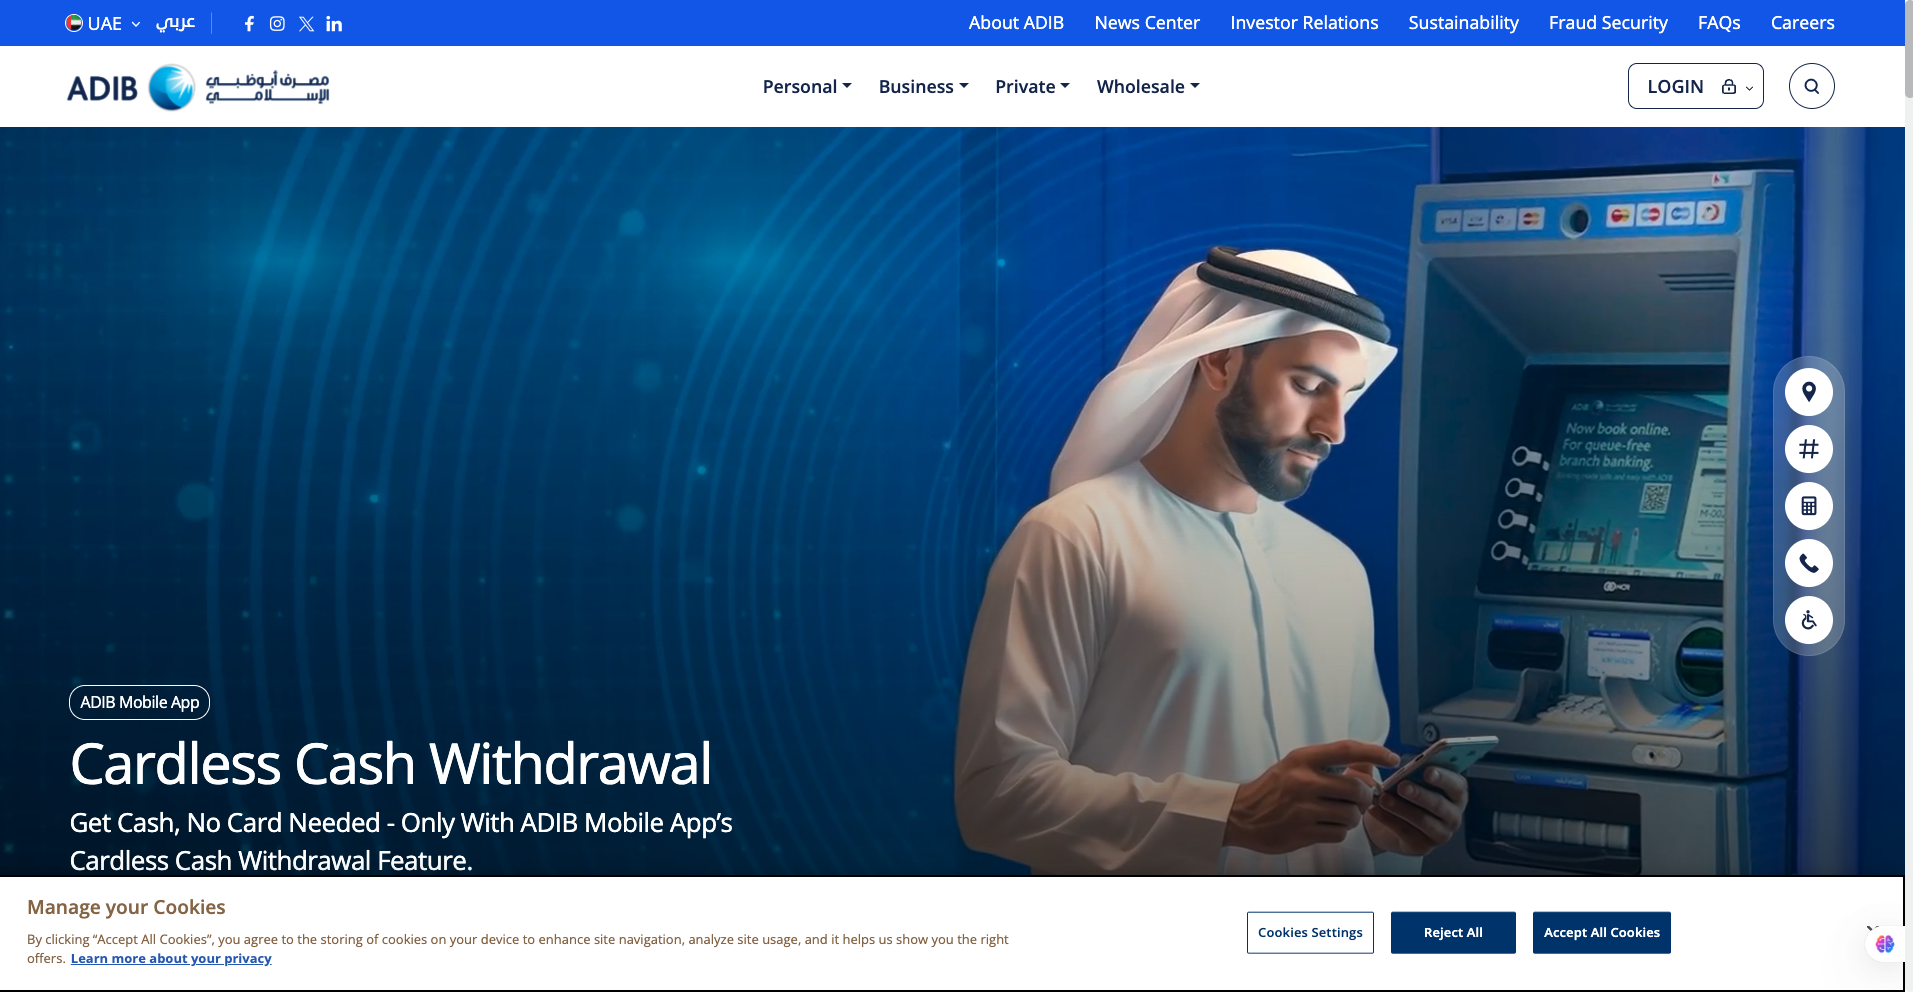 UAE
عربي
About ADIB
News Center
Investor Relations
Sustainability
Fraud Security
FAQs
Careers
ADIB
مصرف أبوظبي
الإسلامي
Personal
Business
Private
Wholesale
LOGIN
VISA
ADIB
Now book online.
For queue-free
branch banking.
NCR
ADIB Mobile App
Cardless Cash Withdrawal
Get Cash, No Card Needed - Only With ADIB Mobile App’s
Cardless Cash Withdrawal Feature.
Manage your Cookies
By clicking “Accept All Cookies”, you agree to the storing of cookies on your device to enhance site navigation, analyze site usage, and it helps us show you the right
offers. Learn more about your privacy
Cookies Settings
Reject All
Accept All Cookies